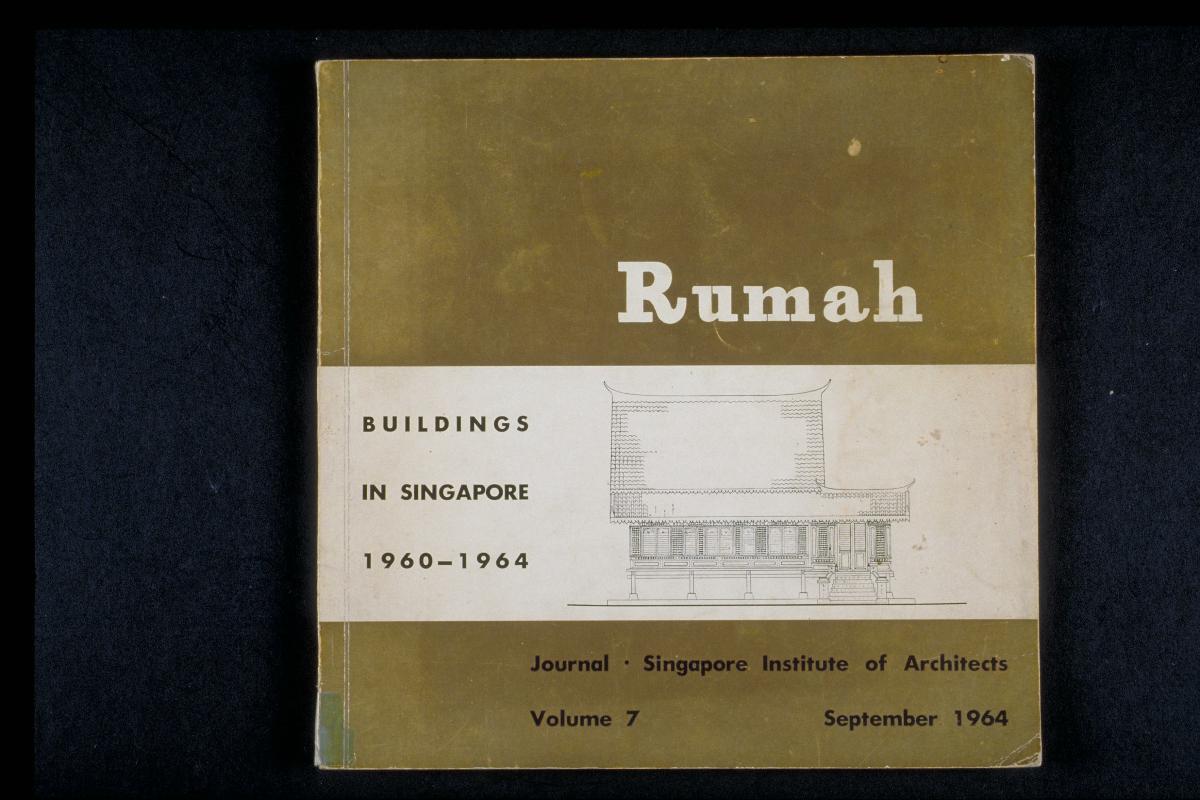 Rumah
BUILDINGS
IN SINGAPORE
1960–1964
Journal · Singapore Institute of Architects
Volume 7 September 1964